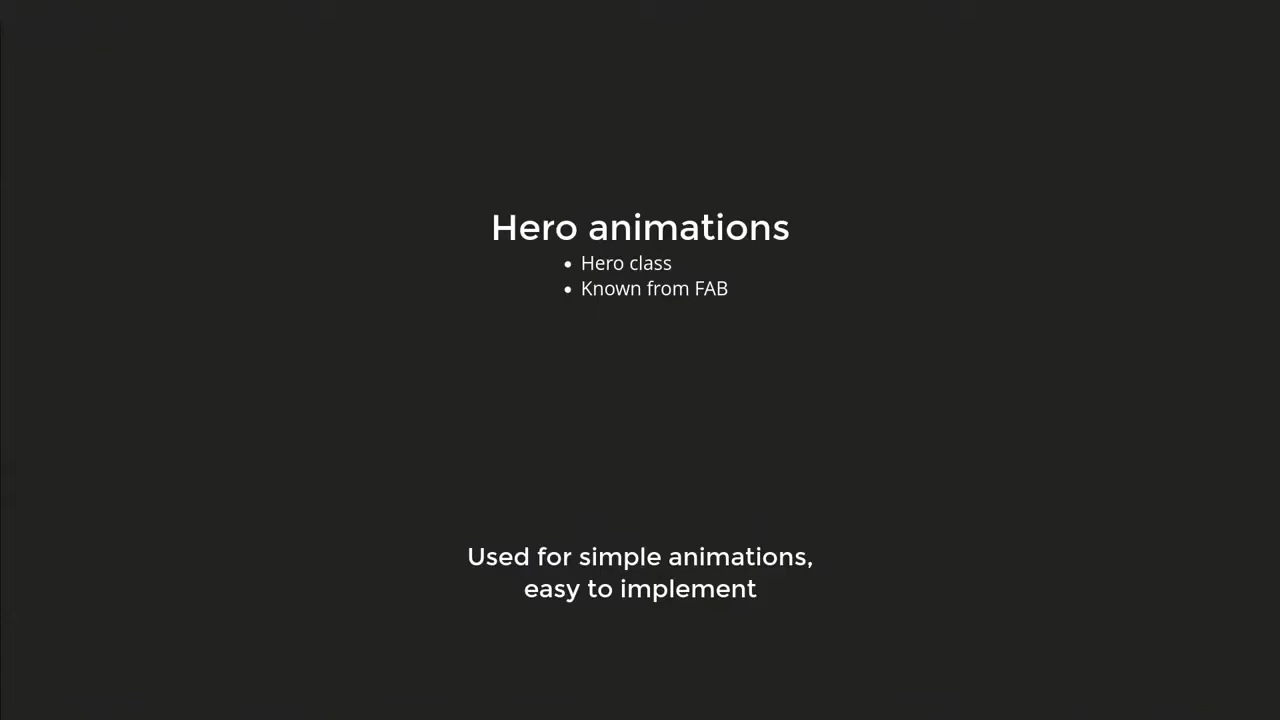 Hero animations
• Hero class
• Known from FAB
Used for simple animations,
easy to implement